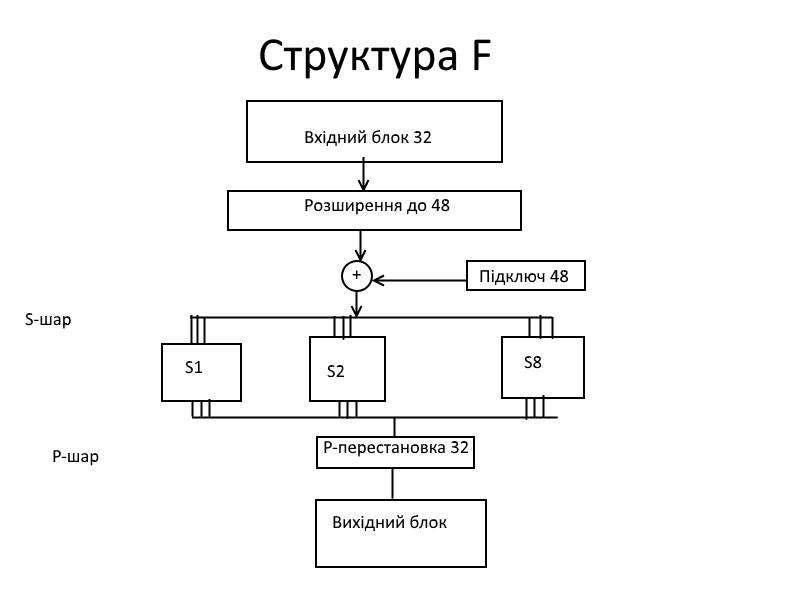 Структура F
Вхідний блок 32
Розширення до 48
+
Підключ 48
S-шар
S1
S2
S8
P-шар
P-перестановка 32
Вихідний блок